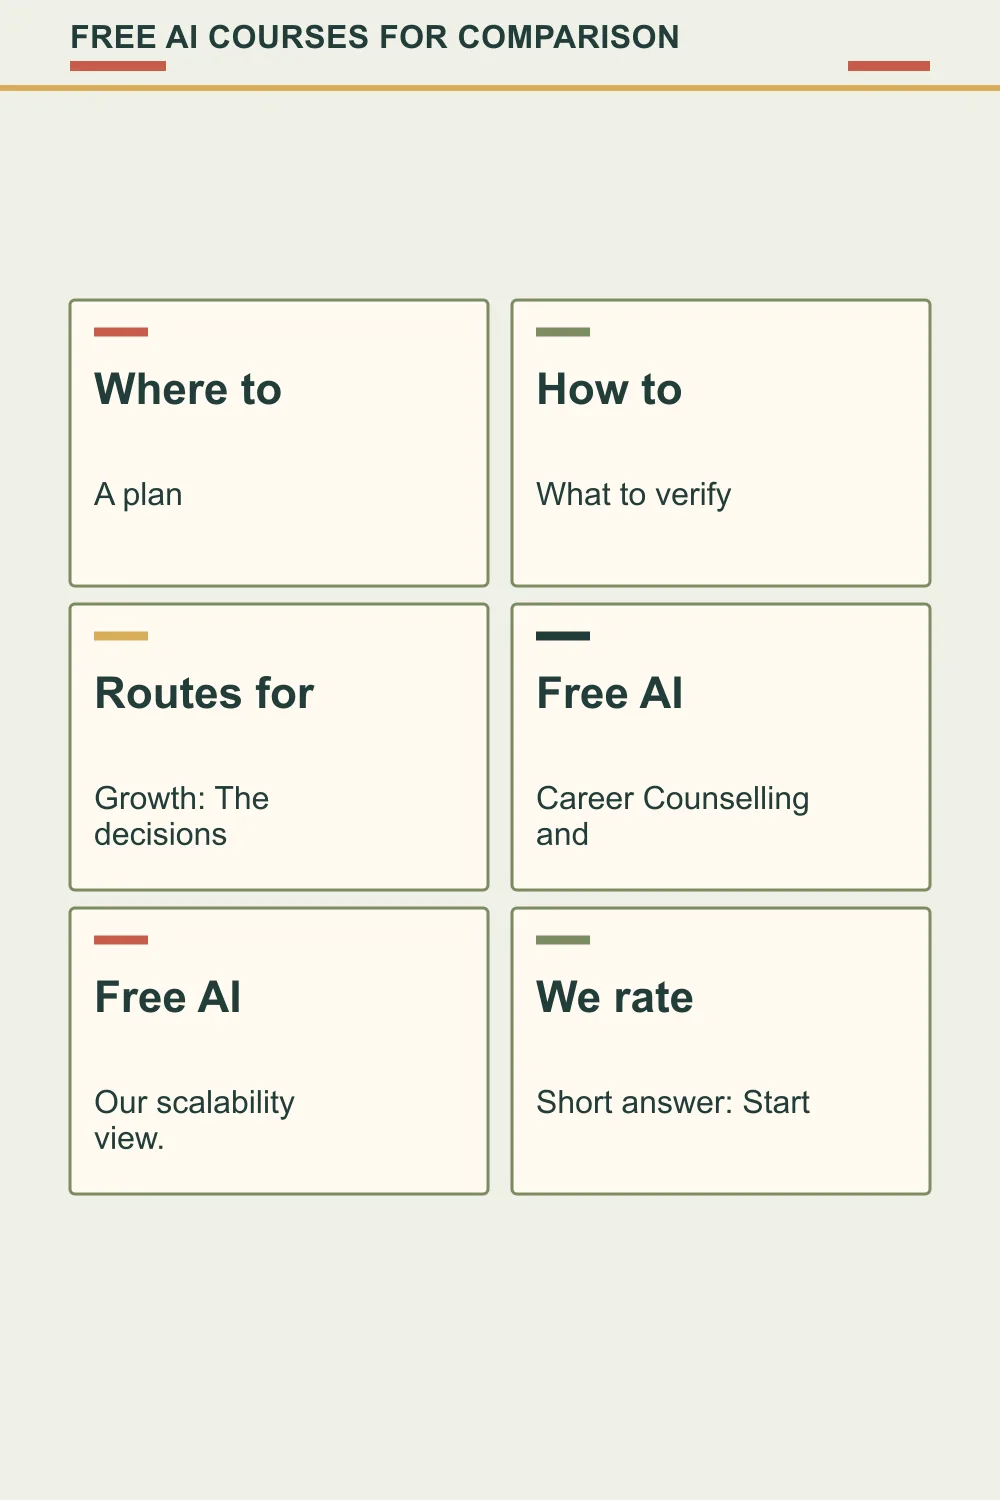 FREE AI COURSES FOR COMPARISON
Where to
A plan
How to
What to verify
Routes for
Growth: The
decisions
Free AI
Career Counselling
and
Free AI
Our scalability
view.
We rate
Short answer: Start